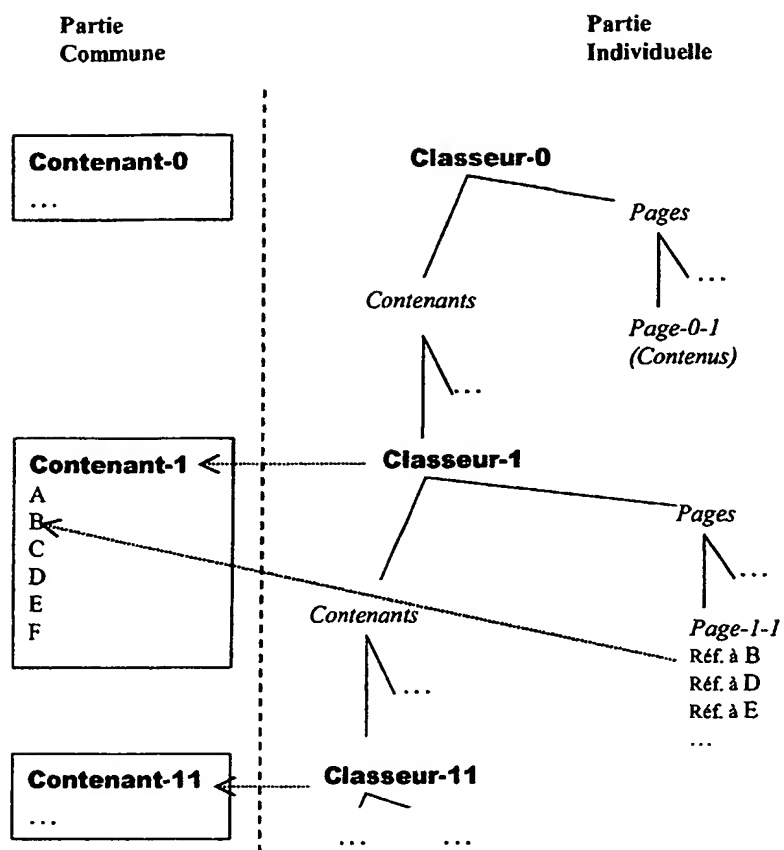 Partie
Commune
Partie
Individuelle
Contenant-0
...
Classeur-0
Pages
...
Contenants
Page-0-1
(Contenus)
...
Contenant-1
A
B
C
D
E
F
Classeur-1
Pages
...
Contenants
Page-1-1
Réf. à B
Réf. à D
Réf. à E
...
...
Contenant-11
...
Classeur-11
...
...